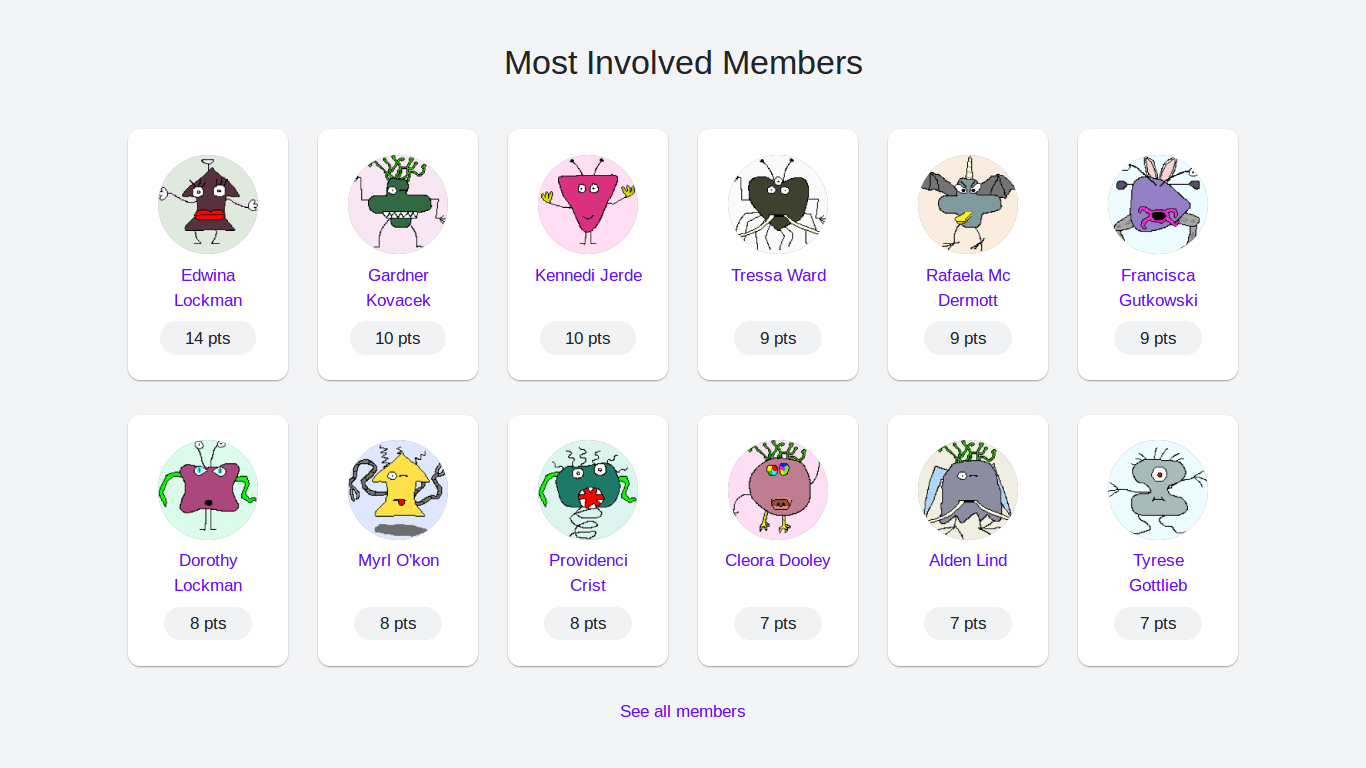 Most Involved Members
Edwina
Lockman
14 pts
Gardner
Kovacek
10 pts
Kennedi Jerde
10 pts
Tressa Ward
9 pts
Rafaela Mc
Dermott
9 pts
Francisca
Gutkowski
9 pts
Dorothy
Lockman
8 pts
Myrl O'kon
8 pts
Providenci
Crist
8 pts
Cleora Dooley
7 pts
Alden Lind
7 pts
Tyrese
Gottlieb
7 pts
See all members